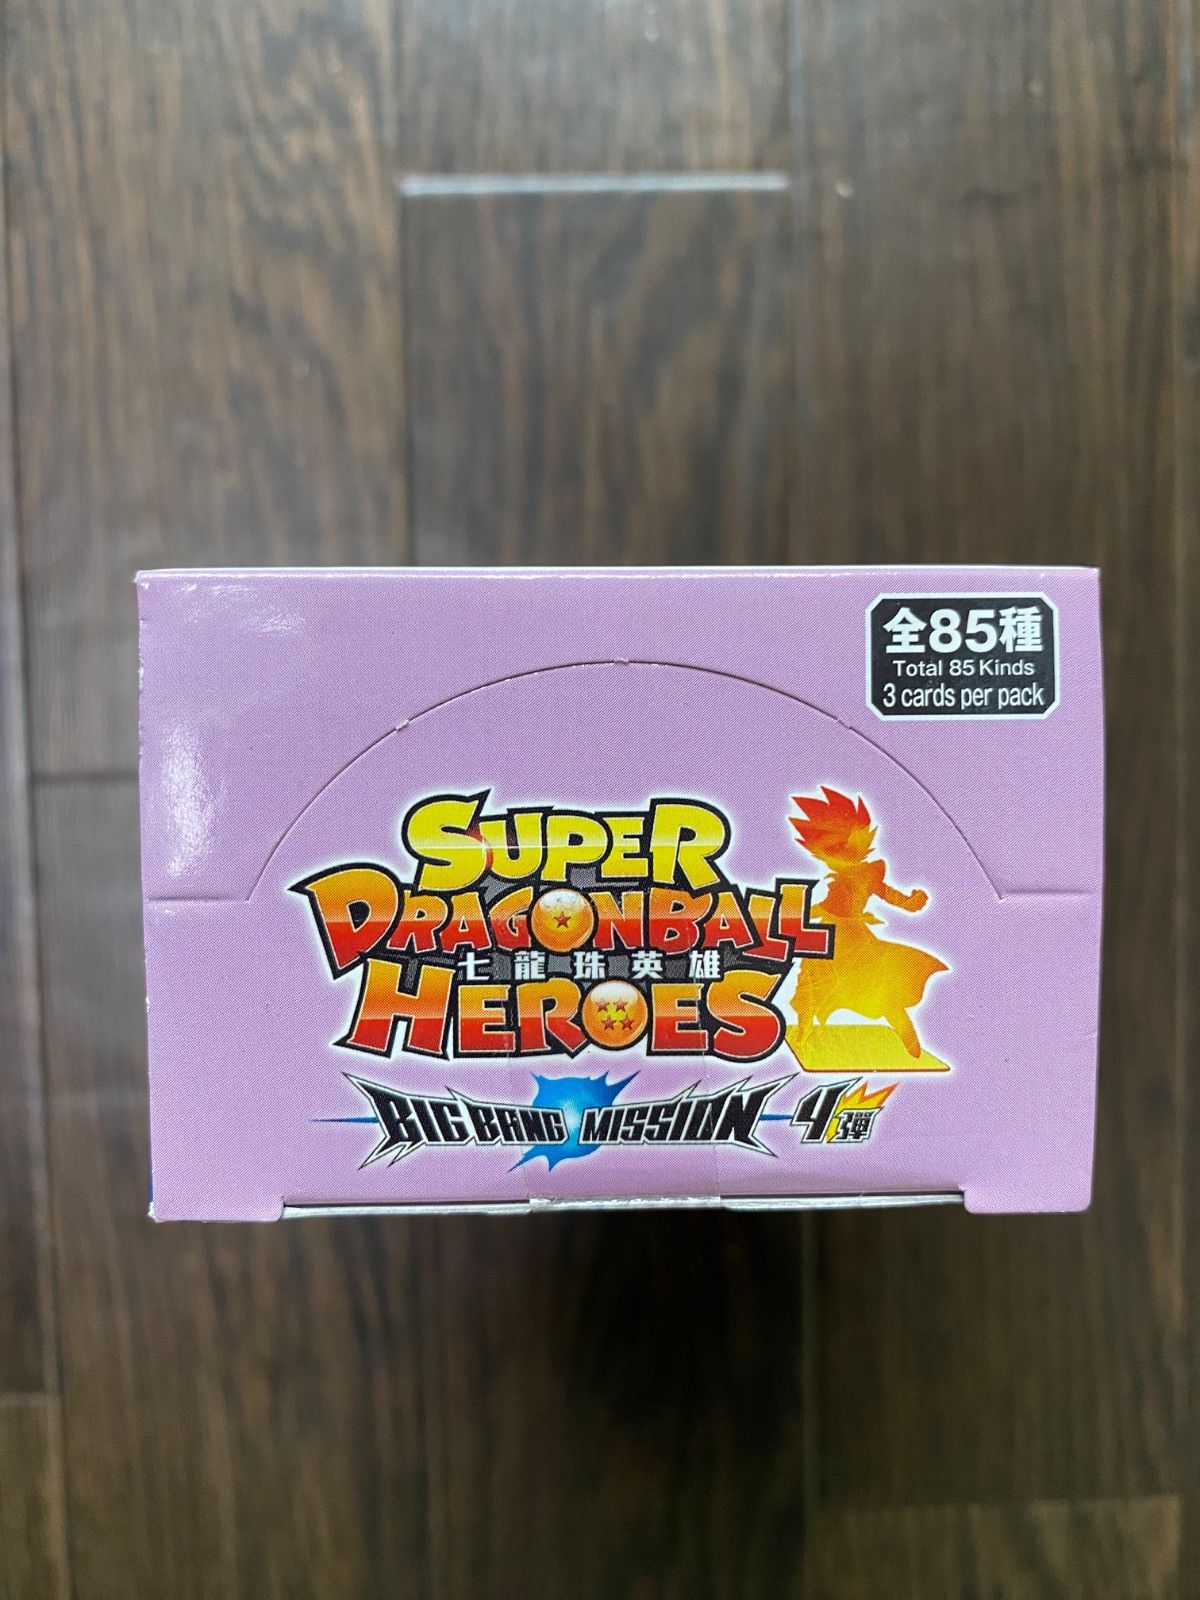 全85種
Total 85 Kinds
3 cards per pack
SUPER
DRAGONBALL
七龍珠英雄
HEROES
BIG BANG MISSION 4彈